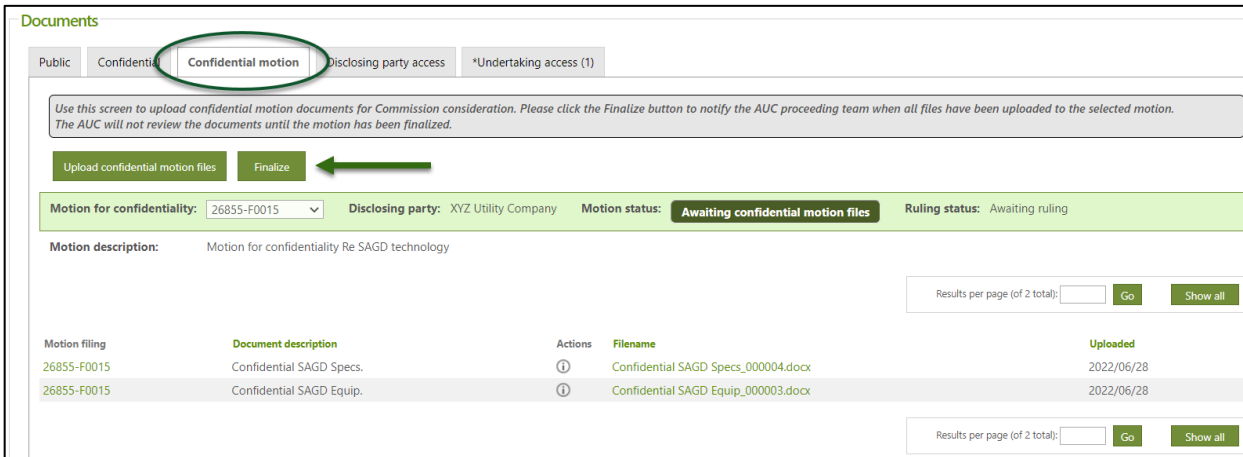 Documents
Public Confidential Confidential motion Disclosing party access *Undertaking access (1)
Use this screen to upload confidential motion documents for Commission consideration. Please click the Finalize button to notify the AUC proceeding team when all files have been uploaded to the selected motion.
The AUC will not review the documents until the motion has been finalized.
Upload confidential motion files Finalize
Motion for confidentiality: 26855-F0015 Disclosing party: XYZ Utility Company Motion status: Awaiting confidential motion files Ruling status: Awaiting ruling
Motion description: Motion for confidentiality Re SAGD technology
Results per page (of 2 total): Go Show all
Motion filing Document description Actions Filename Uploaded
26855-F0015 Confidential SAGD Specs. Confidential SAGD Specs_000004.docx 2022/06/28
26855-F0015 Confidential SAGD Equip. Confidential SAGD Equip_000003.docx 2022/06/28
Results per page (of 2 total): Go Show all